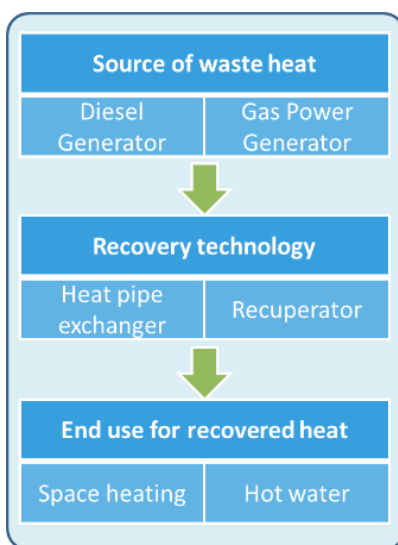 Source of waste heat
Diesel
Generator
Gas Power
Generator
Recovery technology
Heat pipe
exchanger
Recuperator
End use for recovered heat
Space heating
Hot water